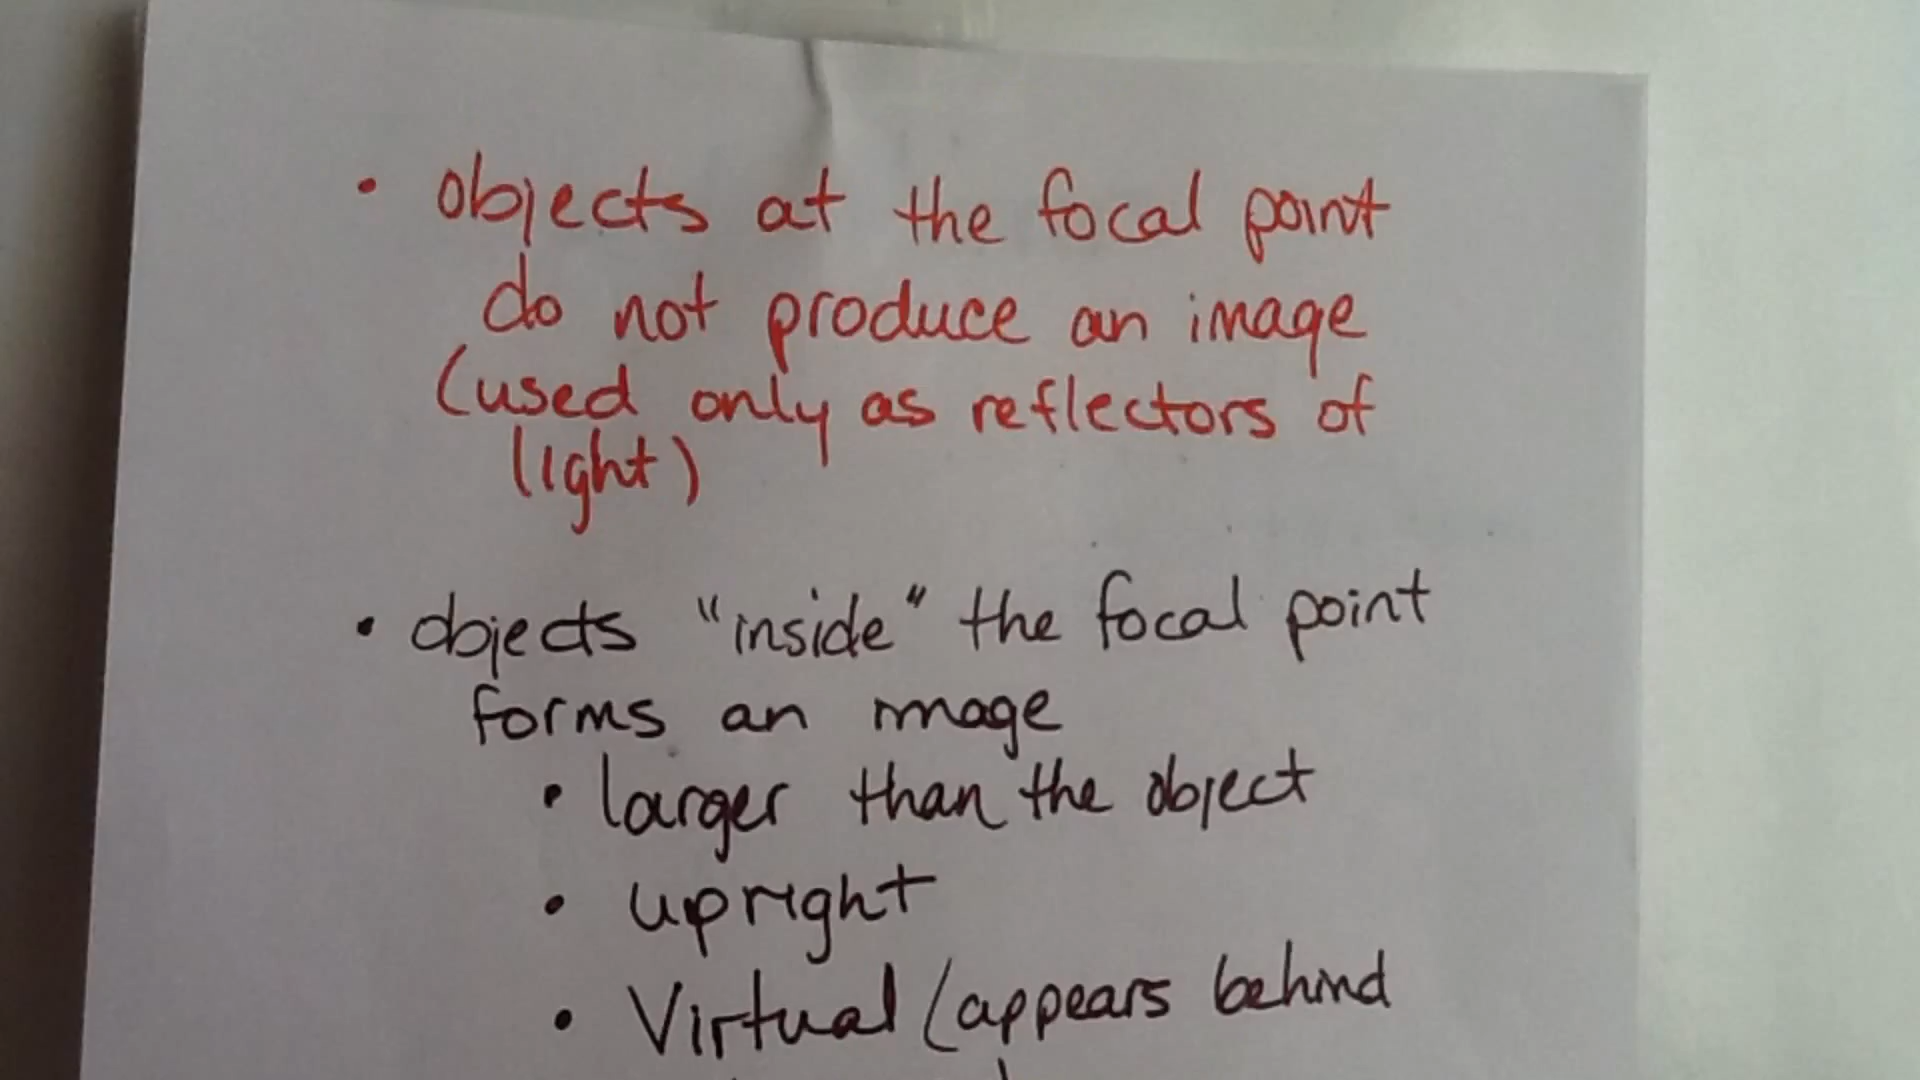 • objects at the focal point
do not produce an image
(used only as reflectors of
light)
• objects "inside" the focal point
forms an image
• larger than the object
• upright
• Virtual (appears behind